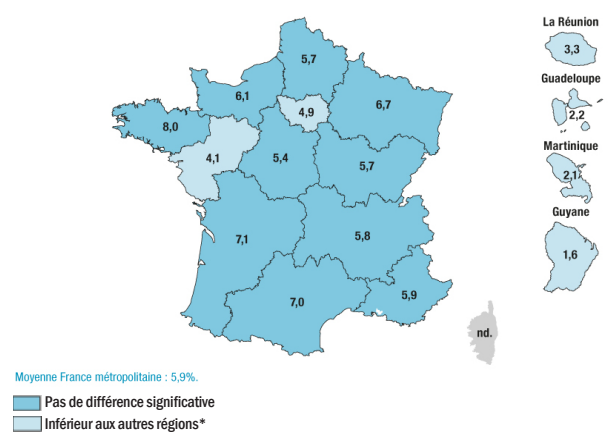 La Réunion
5,7
3,3
Guadeloupe
6,1
4,9
6,7
2,2
8,0
Martinique
4,1
5,4
5,7
2,1
Guyane
7,1
5,8
1,6
7,0
5,9
nd.
Moyenne France métropolitaine : 5,9%.
Pas de différence significative
Inférieur aux autres régions*